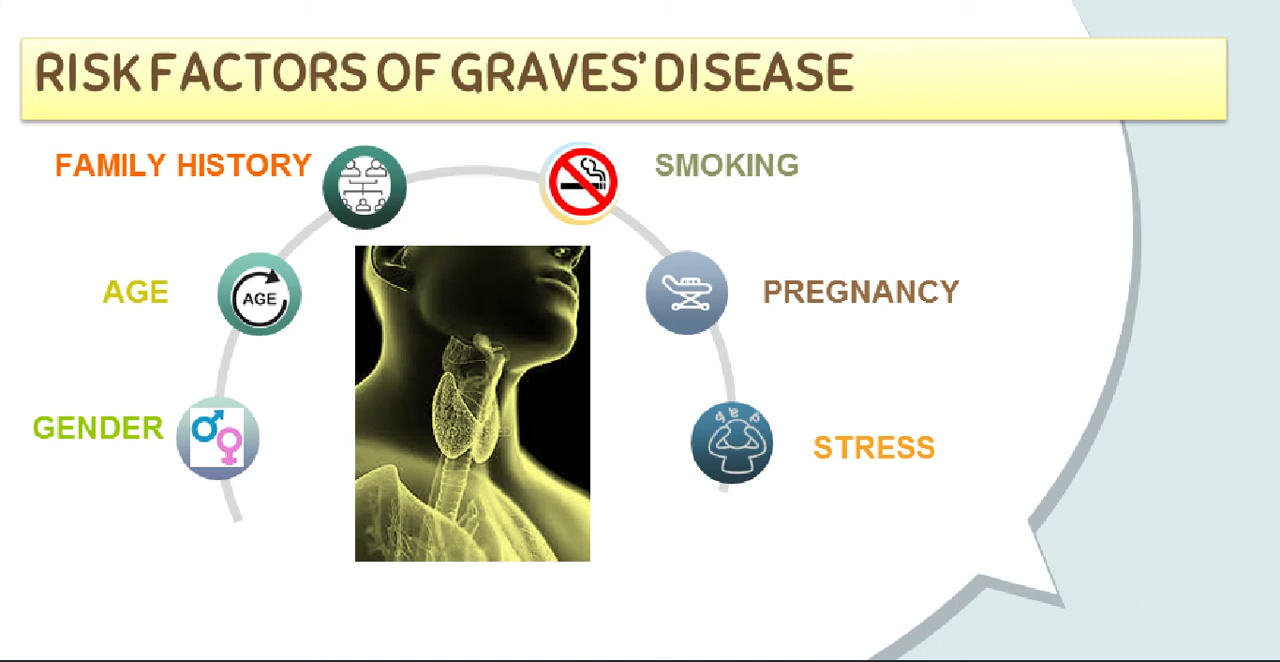 RISK FACTORS OF GRAVES' DISEASE
FAMILY HISTORY
SMOKING
AGE
AGE
PREGNANCY
GENDER
STRESS